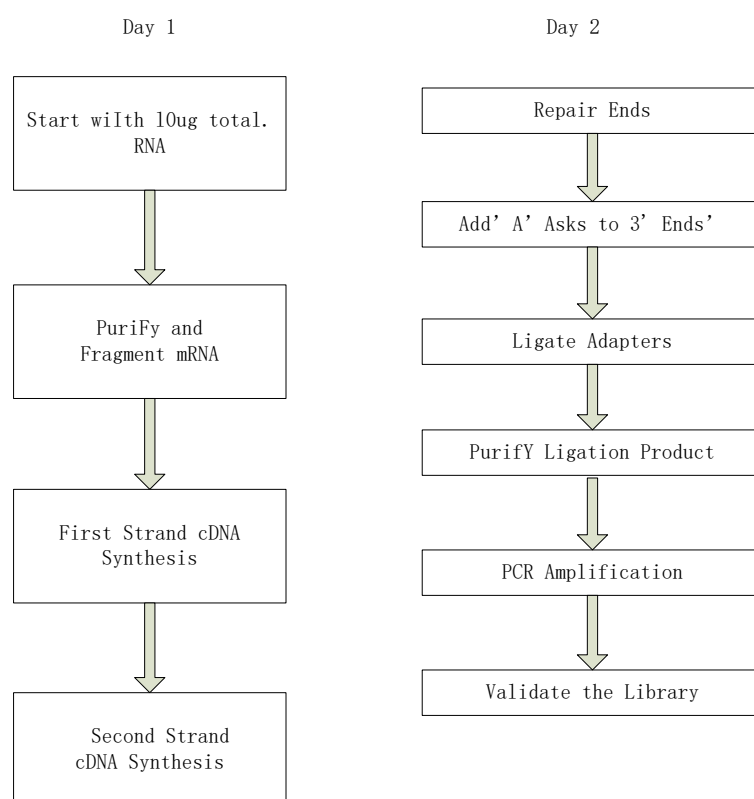 Day 1
Start wiIth 10ug total.
RNA
PuriFy and
Fragment mRNA
First Strand cDNA
Synthesis
Second Strand
cDNA Synthesis
Day 2
Repair Ends
Add’ A’ Asks to 3’ Ends’
Ligate Adapters
PurifY Ligation Product
PCR Amplification
Validate the Library